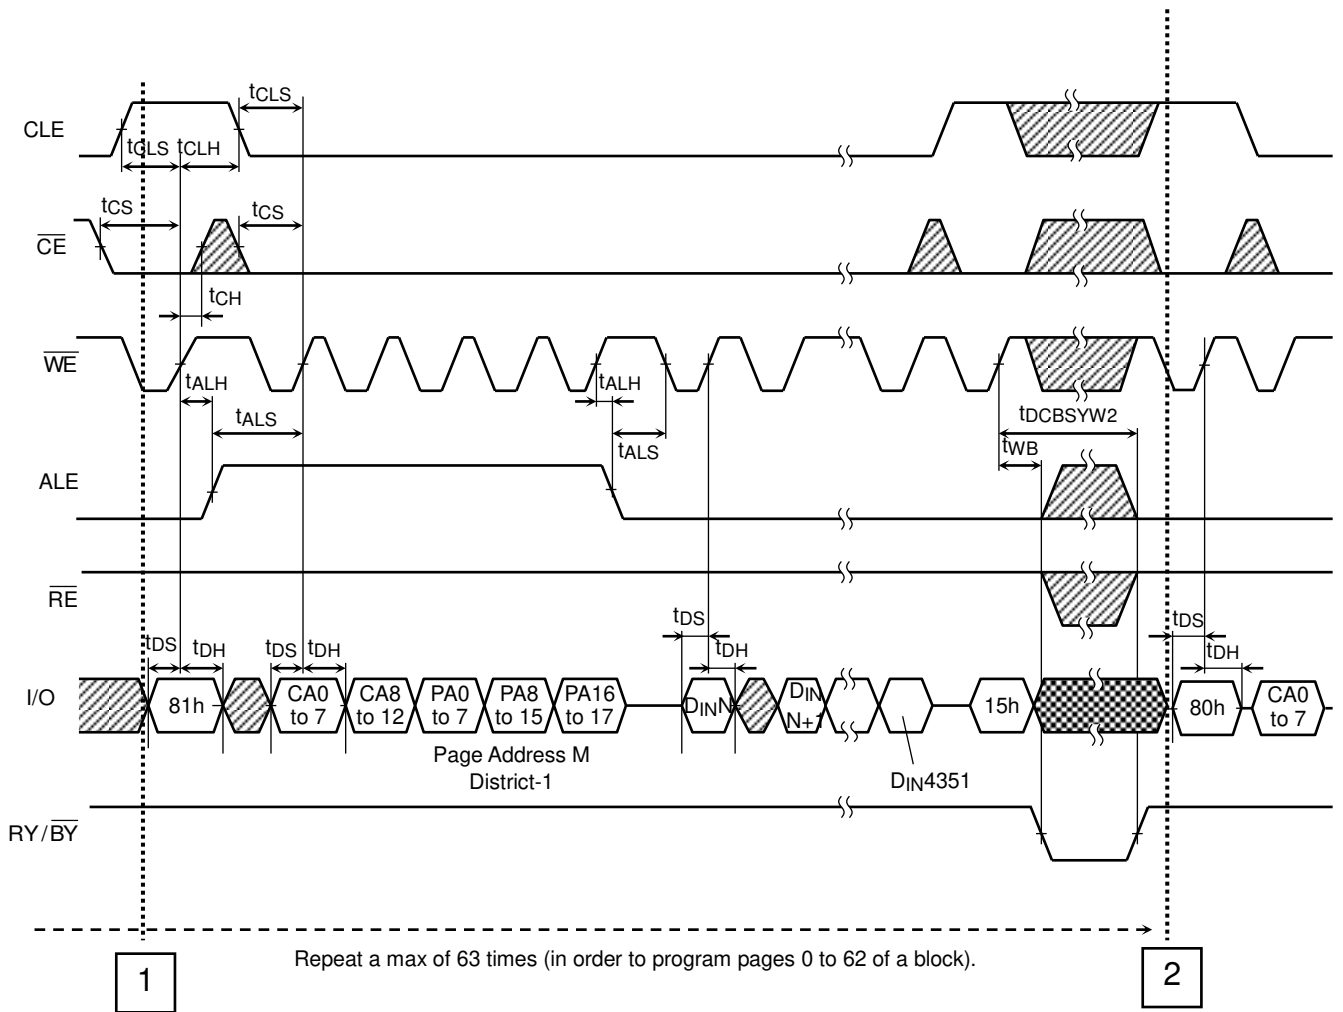 tCLS
CLE
tCLS tCLH
tCS
tCS
CE
tCH
WE
tALH
tALH
tALS
tDCBSYW2
tALS
tWB
ALE
RE
tDS
tDH
tDS
tDH
tDS
tDH
tDS
tDH
I/O
81h
CA0 to 7
CA8 to 12
PA0 to 7
PA8 to 15
PA16 to 17
DINN
DIN N+1
15h
80h
CA0 to 7
Page Address M
District-1
DIN4351
RY/BY
Repeat a max of 63 times (in order to program pages 0 to 62 of a block).
1
2